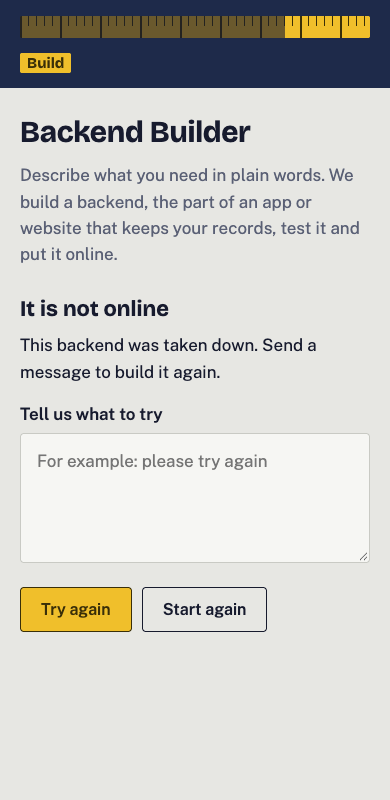 Build
Backend Builder
Describe what you need in plain words. We
build a backend, the part of an app or
website that keeps your records, test it and
put it online.
It is not online
This backend was taken down. Send a
message to build it again.
Tell us what to try
For example: please try again
Try again
Start again